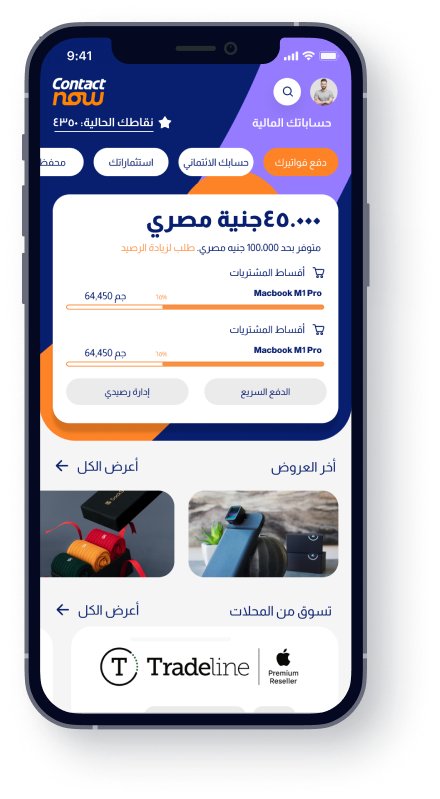 9:41
Contact
now
حساباتك المالية
نقاطك الحالية: ٤٣٥٠
دفع فواتيرك
حسابك الائتماني
استثماراتك
محفظ
٤٥.٠٠٠جنية مصري
متوفر بحد 100.000 جنيه مصري. طلب لزيادة الرصيد
أقساط المشتريات
Macbook M1 Pro
جم 64,450
أقساط المشتريات
Macbook M1 Pro
جم 64,450
الدفع السريع
إدارة رصيدي
أخر العروض
أعرض الكل
تسوق من المحلات
أعرض الكل
T Tradeline
Premium
Reseller